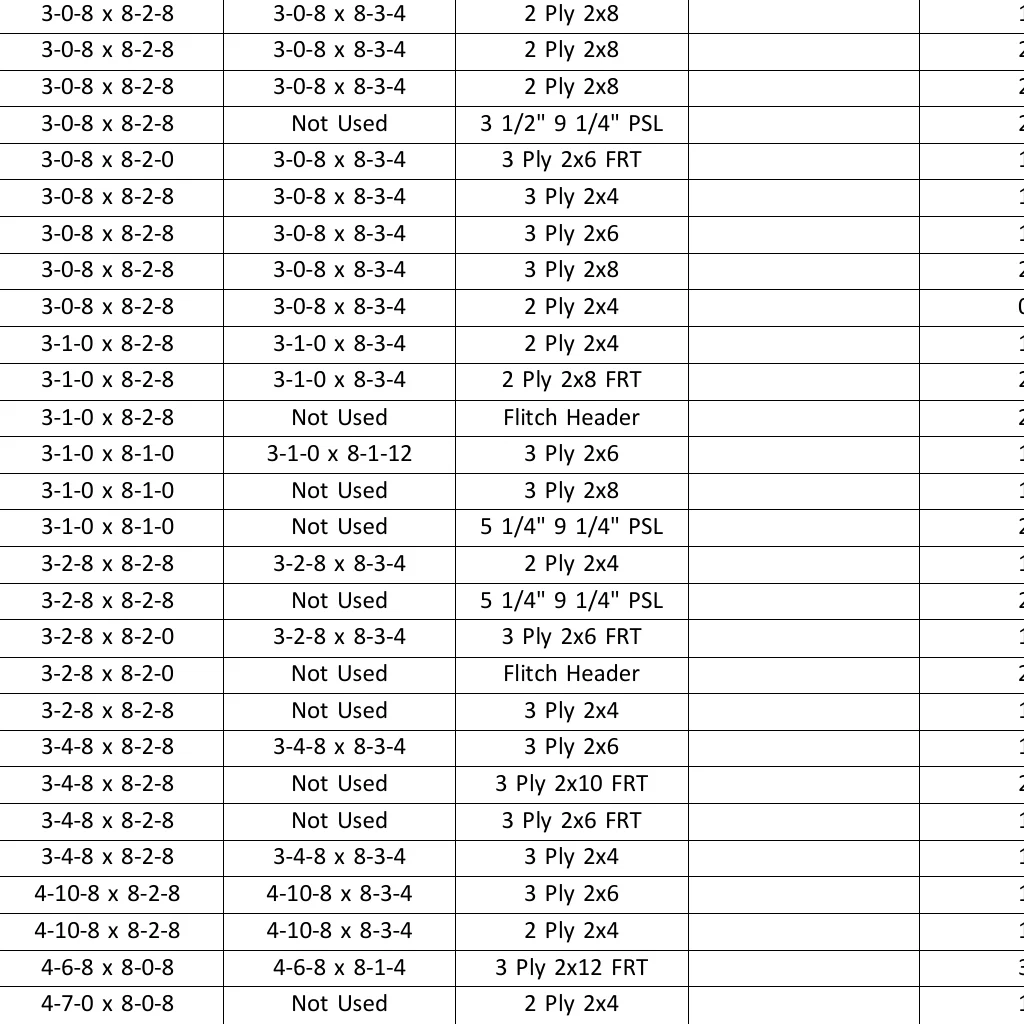 3-0-8 x 8-2-8 3-0-8 x 8-3-4 2 Ply 2x8
3-0-8 x 8-2-8 3-0-8 x 8-3-4 2 Ply 2x8
3-0-8 x 8-2-8 3-0-8 x 8-3-4 2 Ply 2x8
3-0-8 x 8-2-8 Not Used 3 1/2" 9 1/4" PSL
3-0-8 x 8-2-0 3-0-8 x 8-3-4 3 Ply 2x6 FRT
3-0-8 x 8-2-8 3-0-8 x 8-3-4 3 Ply 2x4
3-0-8 x 8-2-8 3-0-8 x 8-3-4 3 Ply 2x6
3-0-8 x 8-2-8 3-0-8 x 8-3-4 3 Ply 2x8
3-0-8 x 8-2-8 3-0-8 x 8-3-4 2 Ply 2x4
3-1-0 x 8-2-8 3-1-0 x 8-3-4 2 Ply 2x4
3-1-0 x 8-2-8 3-1-0 x 8-3-4 2 Ply 2x8 FRT
3-1-0 x 8-2-8 Not Used Flitch Header
3-1-0 x 8-1-0 3-1-0 x 8-1-12 3 Ply 2x6
3-1-0 x 8-1-0 Not Used 3 Ply 2x8
3-1-0 x 8-1-0 Not Used 5 1/4" 9 1/4" PSL
3-2-8 x 8-2-8 3-2-8 x 8-3-4 2 Ply 2x4
3-2-8 x 8-2-8 Not Used 5 1/4" 9 1/4" PSL
3-2-8 x 8-2-0 3-2-8 x 8-3-4 3 Ply 2x6 FRT
3-2-8 x 8-2-0 Not Used Flitch Header
3-2-8 x 8-2-8 Not Used 3 Ply 2x4
3-4-8 x 8-2-8 3-4-8 x 8-3-4 3 Ply 2x6
3-4-8 x 8-2-8 Not Used 3 Ply 2x10 FRT
3-4-8 x 8-2-8 Not Used 3 Ply 2x6 FRT
3-4-8 x 8-2-8 3-4-8 x 8-3-4 3 Ply 2x4
4-10-8 x 8-2-8 4-10-8 x 8-3-4 3 Ply 2x6
4-10-8 x 8-2-8 4-10-8 x 8-3-4 2 Ply 2x4
4-6-8 x 8-0-8 4-6-8 x 8-1-4 3 Ply 2x12 FRT
4-7-0 x 8-0-8 Not Used 2 Ply 2x4